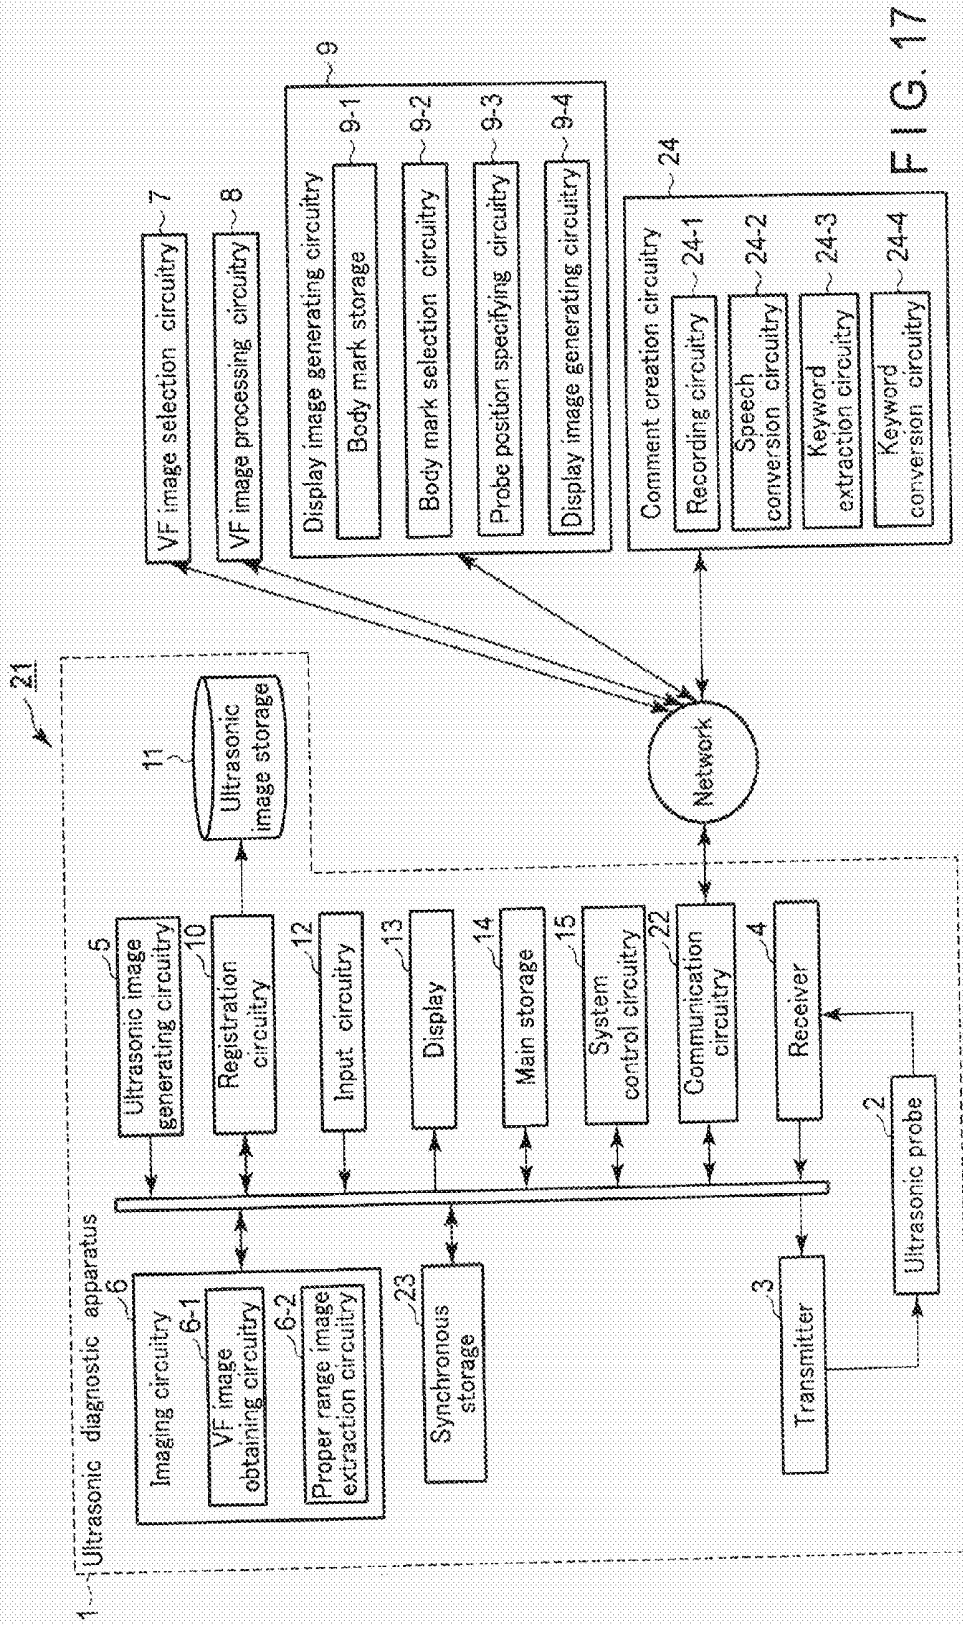 21
1
Ultrasonic diagnostic apparatus
6
Imaging circuitry
6-1
VF image
obtaining circuitry
6-2
Proper range image
extraction circuitry
23
Synchronous
storage
3
Transmitter
2
Ultrasonic probe
5
Ultrasonic image
generating circuitry
10
Registration
circuitry
12
Input circuitry
13
Display
14
Main storage
15
System
control circuitry
22
Communication
circuitry
4
Receiver
11
Ultrasonic
image storage
Network
VF image selection circuitry
7
VF image processing circuitry
8
9
Display image generating circuitry
Body mark storage
9-1
Body mark selection circuitry
9-2
Probe position specifying circuitry
9-3
Display image generating circuitry
9-4
24
Comment creation circuitry
Recording circuitry
24-1
Speech
conversion circuitry
24-2
Keyword
extraction circuitry
24-3
Keyword
conversion circuitry
24-4
FIG. 17